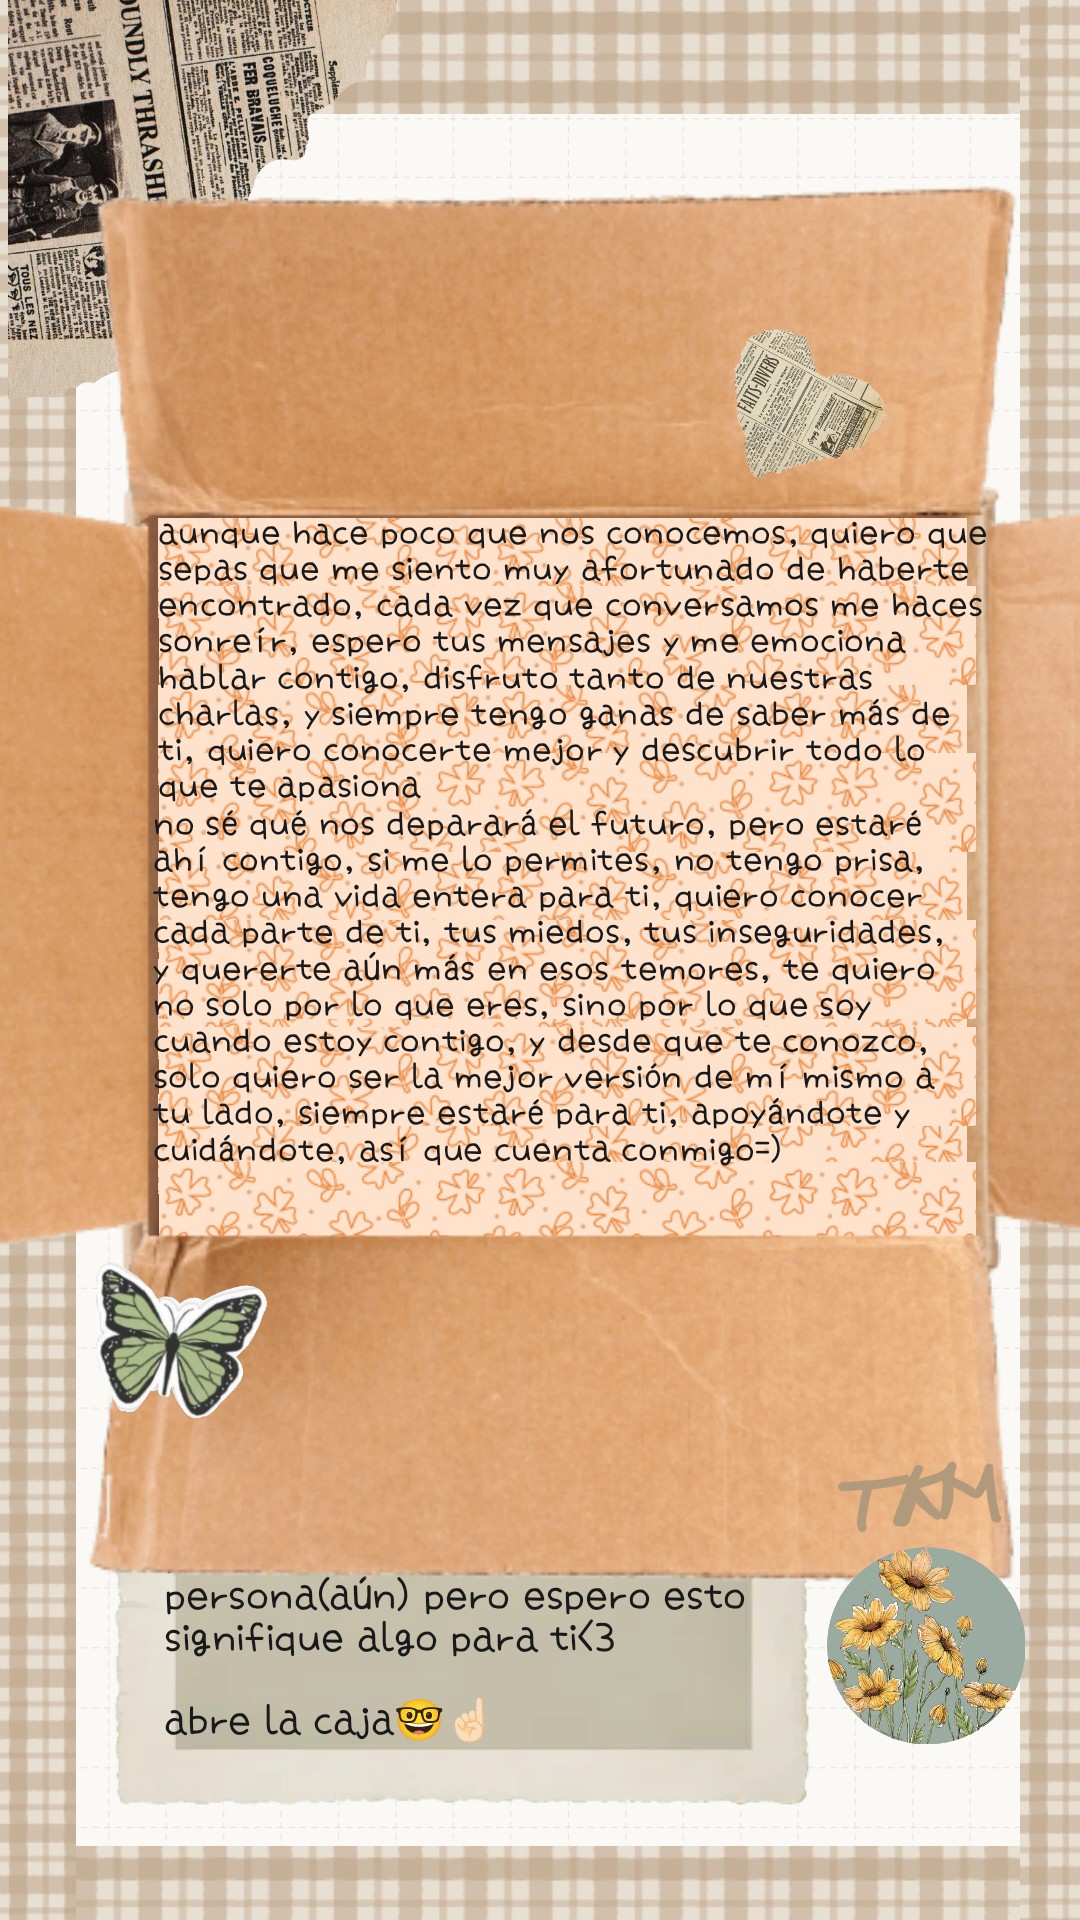 OUNDLY THRASHE
COQUELUCHE
FER BRAVAIS
TOUS LES NEZ
FAITS-DIVERS
aunque hace poco que nos conocemos, quiero que
sepas que me siento muy afortunado de haberte
encontrado, cada vez que conversamos me haces
sonreír, espero tus mensajes y me emociona
hablar contigo, disfruto tanto de nuestras
charlas, y siempre tengo ganas de saber más de
ti, quiero conocerte mejor y descubrir todo lo
que te apasiona
no sé qué nos deparará el futuro, pero estaré
ahí contigo, si me lo permites, no tengo prisa,
tengo una vida entera para ti, quiero conocer
cada parte de ti, tus miedos, tus inseguridades,
y quererte aún más en esos temores, te quiero
no solo por lo que eres, sino por lo que soy
cuando estoy contigo, y desde que te conozco,
solo quiero ser la mejor versión de mí mismo a
tu lado, siempre estaré para ti, apoyándote y
cuidándote, así que cuenta conmigo=)
TKM
persona(aún) pero espero esto
signifique algo para ti<3
abre la caja🤓☝🏻